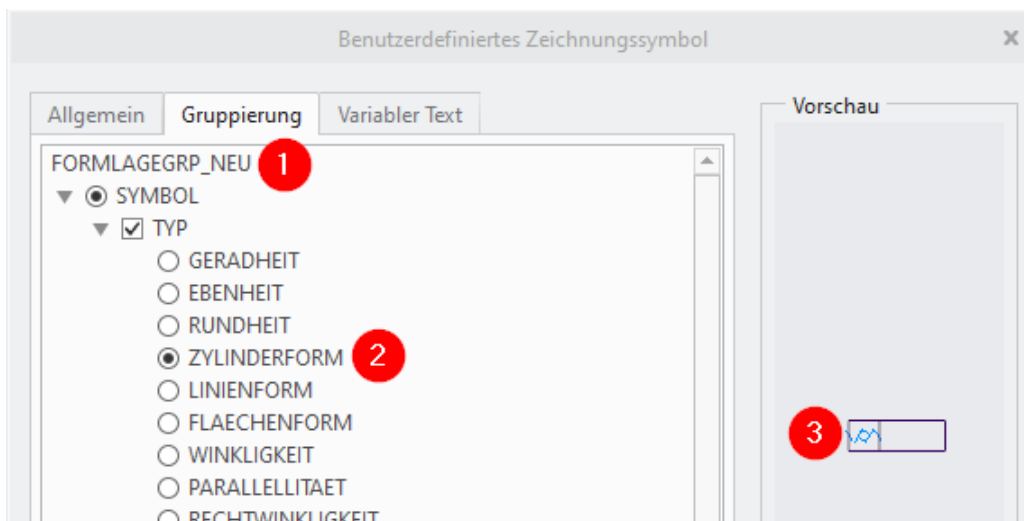 Benutzerdefiniertes Zeichnungssymbol
Allgemein Gruppierung Variabler Text
Vorschau
FORMLAGEGRP_NEU 1
SYMBOL
TYP
GERADHEIT
EBENHEIT
RUNDHEIT
ZYLINDERFORM 2
LINIENFORM
FLAECHENFORM
3
WINKLIGKEIT
PARALLELLITAET
RECHTWINKLIGKEIT